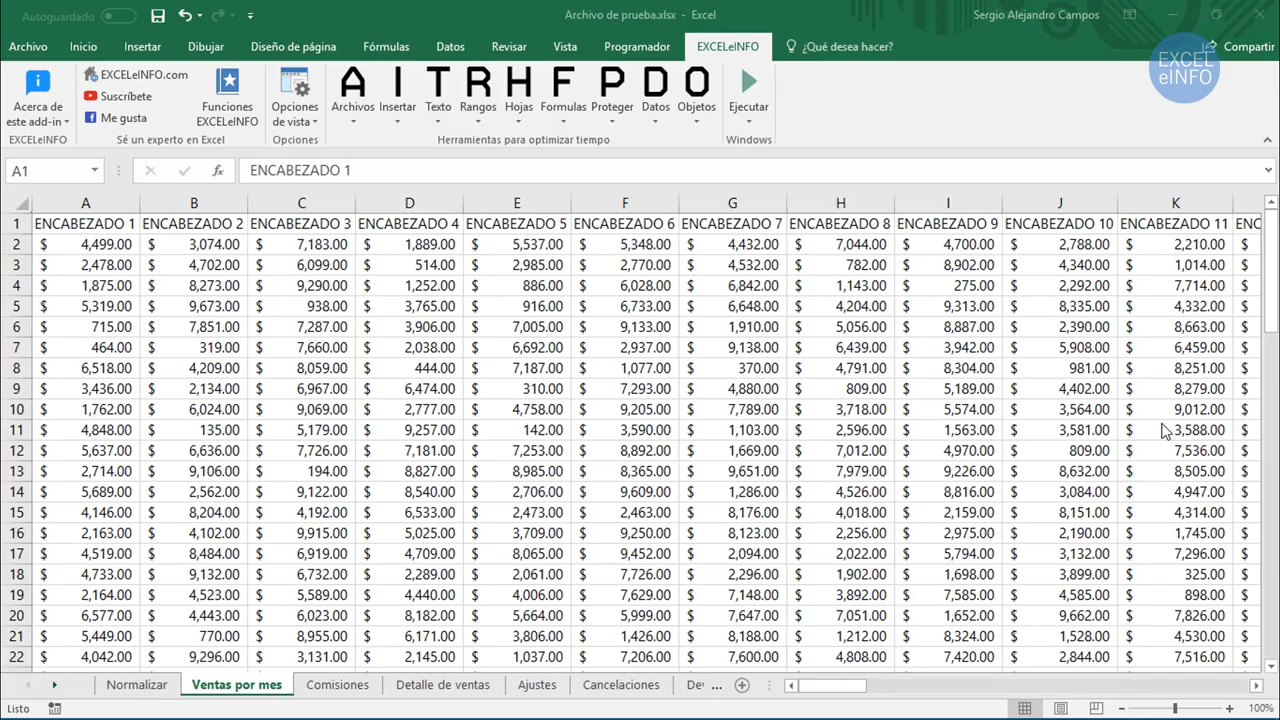 Autoguardado
Archivo de prueba.xlsx - Excel
Sergio Alejandro Campos
Archivo Inicio Insertar Dibujar Diseño de página Fórmulas Datos Revisar Vista Programador EXCELeINFO ¿Qué desea hacer? Compartir
EXCEL
eINFO
Acerca de
este add-in
EXCELeINFO.com
Suscríbete
Me gusta
Funciones
EXCELeINFO
Opciones
de vista
A I T R H F P D O
Archivos Insertar Texto Rangos Hojas Formulas Proteger Datos Objetos Ejecutar
EXCELeINFO Sé un experto en Excel Opciones Herramientas para optimizar tiempo Windows
A1 fx ENCABEZADO 1
A B C D E F G H I J K
1 ENCABEZADO 1 ENCABEZADO 2 ENCABEZADO 3 ENCABEZADO 4 ENCABEZADO 5 ENCABEZADO 6 ENCABEZADO 7 ENCABEZADO 8 ENCABEZADO 9 ENCABEZADO 10 ENCABEZADO 11 ENC
2 $ 4,499.00 $ 3,074.00 $ 7,183.00 $ 1,889.00 $ 5,537.00 $ 5,348.00 $ 4,432.00 $ 7,044.00 $ 4,700.00 $ 2,788.00 $ 2,210.00 $
3 $ 2,478.00 $ 4,702.00 $ 6,099.00 $ 514.00 $ 2,985.00 $ 2,770.00 $ 4,532.00 $ 782.00 $ 8,902.00 $ 4,340.00 $ 1,014.00 $
4 $ 1,875.00 $ 8,273.00 $ 9,290.00 $ 1,252.00 $ 886.00 $ 6,028.00 $ 6,842.00 $ 1,143.00 $ 275.00 $ 2,292.00 $ 7,714.00 $
5 $ 5,319.00 $ 9,673.00 $ 938.00 $ 3,765.00 $ 916.00 $ 6,733.00 $ 6,648.00 $ 4,204.00 $ 9,313.00 $ 8,335.00 $ 4,332.00 $
6 $ 715.00 $ 7,851.00 $ 7,287.00 $ 3,906.00 $ 7,005.00 $ 9,133.00 $ 1,910.00 $ 5,056.00 $ 8,887.00 $ 2,390.00 $ 8,663.00 $
7 $ 464.00 $ 319.00 $ 7,660.00 $ 2,038.00 $ 6,692.00 $ 2,937.00 $ 9,138.00 $ 6,439.00 $ 3,942.00 $ 5,908.00 $ 6,459.00 $
8 $ 6,518.00 $ 4,209.00 $ 8,059.00 $ 444.00 $ 7,187.00 $ 1,077.00 $ 370.00 $ 4,791.00 $ 8,304.00 $ 981.00 $ 8,251.00 $
9 $ 3,436.00 $ 2,134.00 $ 6,967.00 $ 6,474.00 $ 310.00 $ 7,293.00 $ 4,880.00 $ 809.00 $ 5,189.00 $ 4,402.00 $ 8,279.00 $
10 $ 1,762.00 $ 6,024.00 $ 9,069.00 $ 2,777.00 $ 4,758.00 $ 9,205.00 $ 7,789.00 $ 3,718.00 $ 5,574.00 $ 3,564.00 $ 9,012.00 $
11 $ 4,848.00 $ 135.00 $ 5,179.00 $ 9,257.00 $ 142.00 $ 3,590.00 $ 1,103.00 $ 2,596.00 $ 1,563.00 $ 3,581.00 $ 3,588.00 $
12 $ 5,637.00 $ 6,636.00 $ 7,726.00 $ 7,181.00 $ 7,253.00 $ 8,892.00 $ 1,669.00 $ 7,012.00 $ 4,970.00 $ 809.00 $ 7,536.00 $
13 $ 2,714.00 $ 9,106.00 $ 194.00 $ 8,827.00 $ 8,985.00 $ 8,365.00 $ 9,651.00 $ 7,979.00 $ 9,226.00 $ 8,632.00 $ 8,505.00 $
14 $ 5,689.00 $ 2,562.00 $ 9,122.00 $ 8,540.00 $ 2,706.00 $ 9,609.00 $ 1,286.00 $ 4,526.00 $ 8,816.00 $ 3,084.00 $ 4,947.00 $
15 $ 4,146.00 $ 8,204.00 $ 4,192.00 $ 6,533.00 $ 2,473.00 $ 2,463.00 $ 8,176.00 $ 4,018.00 $ 2,159.00 $ 8,151.00 $ 4,314.00 $
16 $ 2,163.00 $ 4,102.00 $ 9,915.00 $ 5,025.00 $ 3,709.00 $ 9,250.00 $ 8,123.00 $ 2,256.00 $ 2,975.00 $ 2,190.00 $ 1,745.00 $
17 $ 4,519.00 $ 8,484.00 $ 6,919.00 $ 4,709.00 $ 8,065.00 $ 9,452.00 $ 2,094.00 $ 2,022.00 $ 5,794.00 $ 3,132.00 $ 7,296.00 $
18 $ 4,733.00 $ 9,132.00 $ 6,732.00 $ 2,289.00 $ 2,061.00 $ 7,726.00 $ 2,296.00 $ 1,902.00 $ 1,698.00 $ 3,899.00 $ 325.00 $
19 $ 2,164.00 $ 4,523.00 $ 5,589.00 $ 4,440.00 $ 4,006.00 $ 7,629.00 $ 7,148.00 $ 3,892.00 $ 7,585.00 $ 4,585.00 $ 898.00 $
20 $ 6,577.00 $ 4,443.00 $ 6,023.00 $ 8,182.00 $ 5,664.00 $ 5,999.00 $ 7,647.00 $ 7,051.00 $ 1,652.00 $ 9,662.00 $ 7,826.00 $
21 $ 5,449.00 $ 770.00 $ 8,955.00 $ 6,171.00 $ 3,806.00 $ 1,426.00 $ 8,188.00 $ 1,212.00 $ 8,324.00 $ 1,528.00 $ 4,530.00 $
22 $ 4,042.00 $ 9,296.00 $ 3,131.00 $ 2,145.00 $ 1,037.00 $ 7,206.00 $ 7,600.00 $ 4,808.00 $ 7,420.00 $ 2,844.00 $ 7,516.00 $
Normalizar Ventas por mes Comisiones Detalle de ventas Ajustes Cancelaciones De ...
Listo 100%